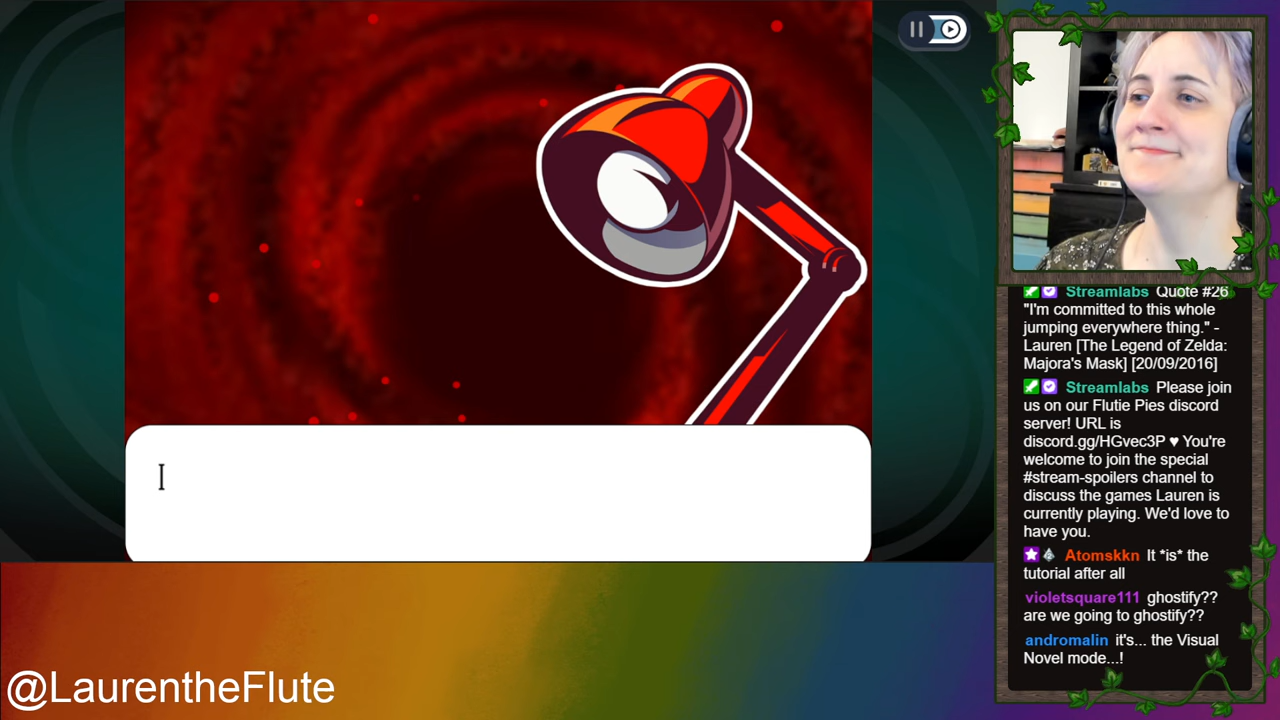 I
Streamlabs Quote #26
"I'm committed to this whole
jumping everywhere thing." -
Lauren [The Legend of Zelda:
Majora's Mask] [20/09/2016]
Streamlabs Please join
us on our Flutie Pies discord
server! URL is
discord.gg/HGvec3P ♥ You're
welcome to join the special
#stream-spoilers channel to
discuss the games Lauren is
currently playing. We'd love to
have you.
Atomskkn It *is* the
tutorial after all
violetsquare111 ghostify??
are we going to ghostify??
andromalin it's... the Visual
Novel mode...!
@LaurentheFlute